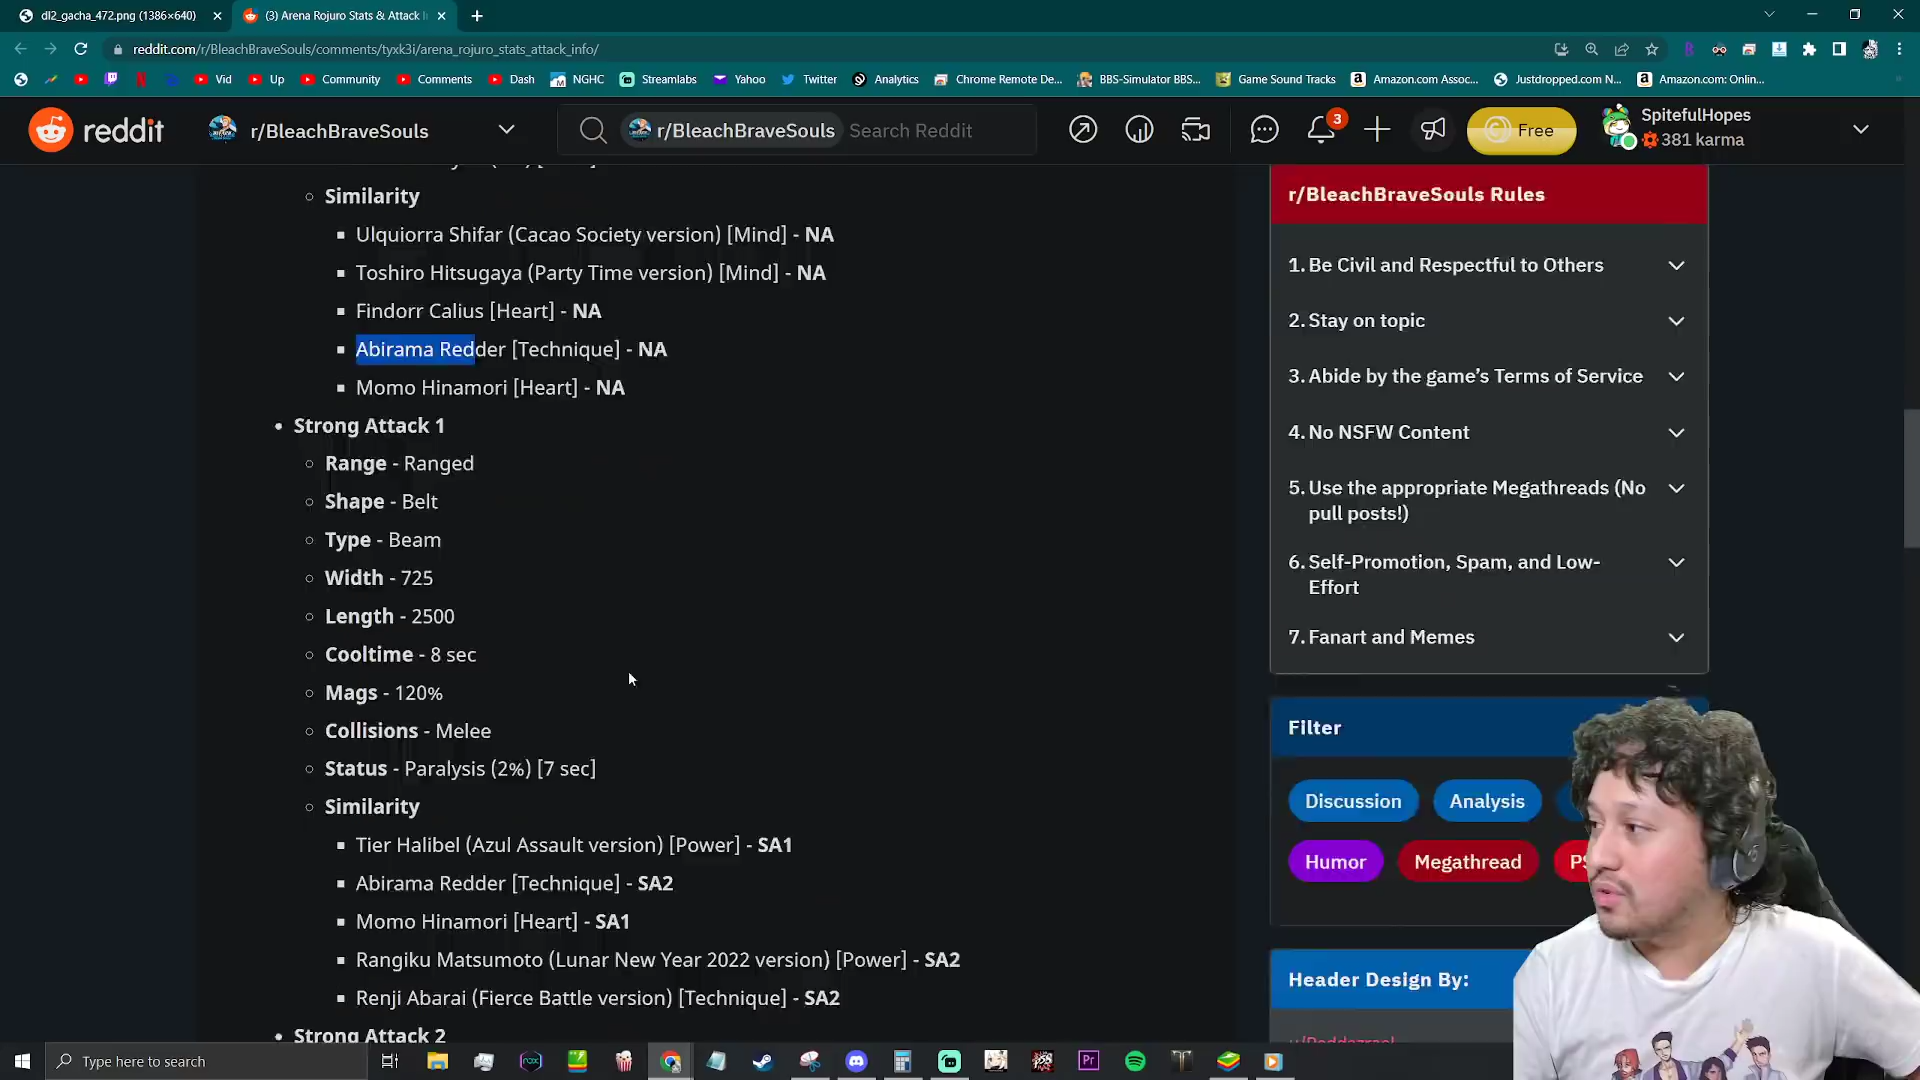 dl2_gacha_472.png (1386×640)
(3) Arena Rojuro Stats & Attack I
reddit.com/r/BleachBraveSouls/comments/tyxk3i/arena_rojuro_stats_attack_info/
Vid
Up
Community
Comments
Dash
NGHC
Streamlabs
Yahoo
Twitter
Analytics
Chrome Remote De...
BBS-Simulator BBS...
Game Sound Tracks
Amazon.com Assoc...
Justdropped.com N...
Amazon.com: Onlin...
reddit
r/BleachBraveSouls
r/BleachBraveSouls
Search Reddit
3
Free
SpitefulHopes
381 karma
Similarity
Ulquiorra Shifar (Cacao Society version) [Mind] - NA
Toshiro Hitsugaya (Party Time version) [Mind] - NA
Findorr Calius [Heart] - NA
Abirama Redder [Technique] - NA
Momo Hinamori [Heart] - NA
Strong Attack 1
Range - Ranged
Shape - Belt
Type - Beam
Width - 725
Length - 2500
Cooltime - 8 sec
Mags - 120%
Collisions - Melee
Status - Paralysis (2%) [7 sec]
Similarity
Tier Halibel (Azul Assault version) [Power] - SA1
Abirama Redder [Technique] - SA2
Momo Hinamori [Heart] - SA1
Rangiku Matsumoto (Lunar New Year 2022 version) [Power] - SA2
Renji Abarai (Fierce Battle version) [Technique] - SA2
Strong Attack 2
r/BleachBraveSouls Rules
1. Be Civil and Respectful to Others
2. Stay on topic
3. Abide by the game's Terms of Service
4. No NSFW Content
5. Use the appropriate Megathreads (No
pull posts!)
6. Self-Promotion, Spam, and Low-
Effort
7. Fanart and Memes
Filter
Discussion
Analysis
Humor
Megathread
Header Design By:
Type here to search